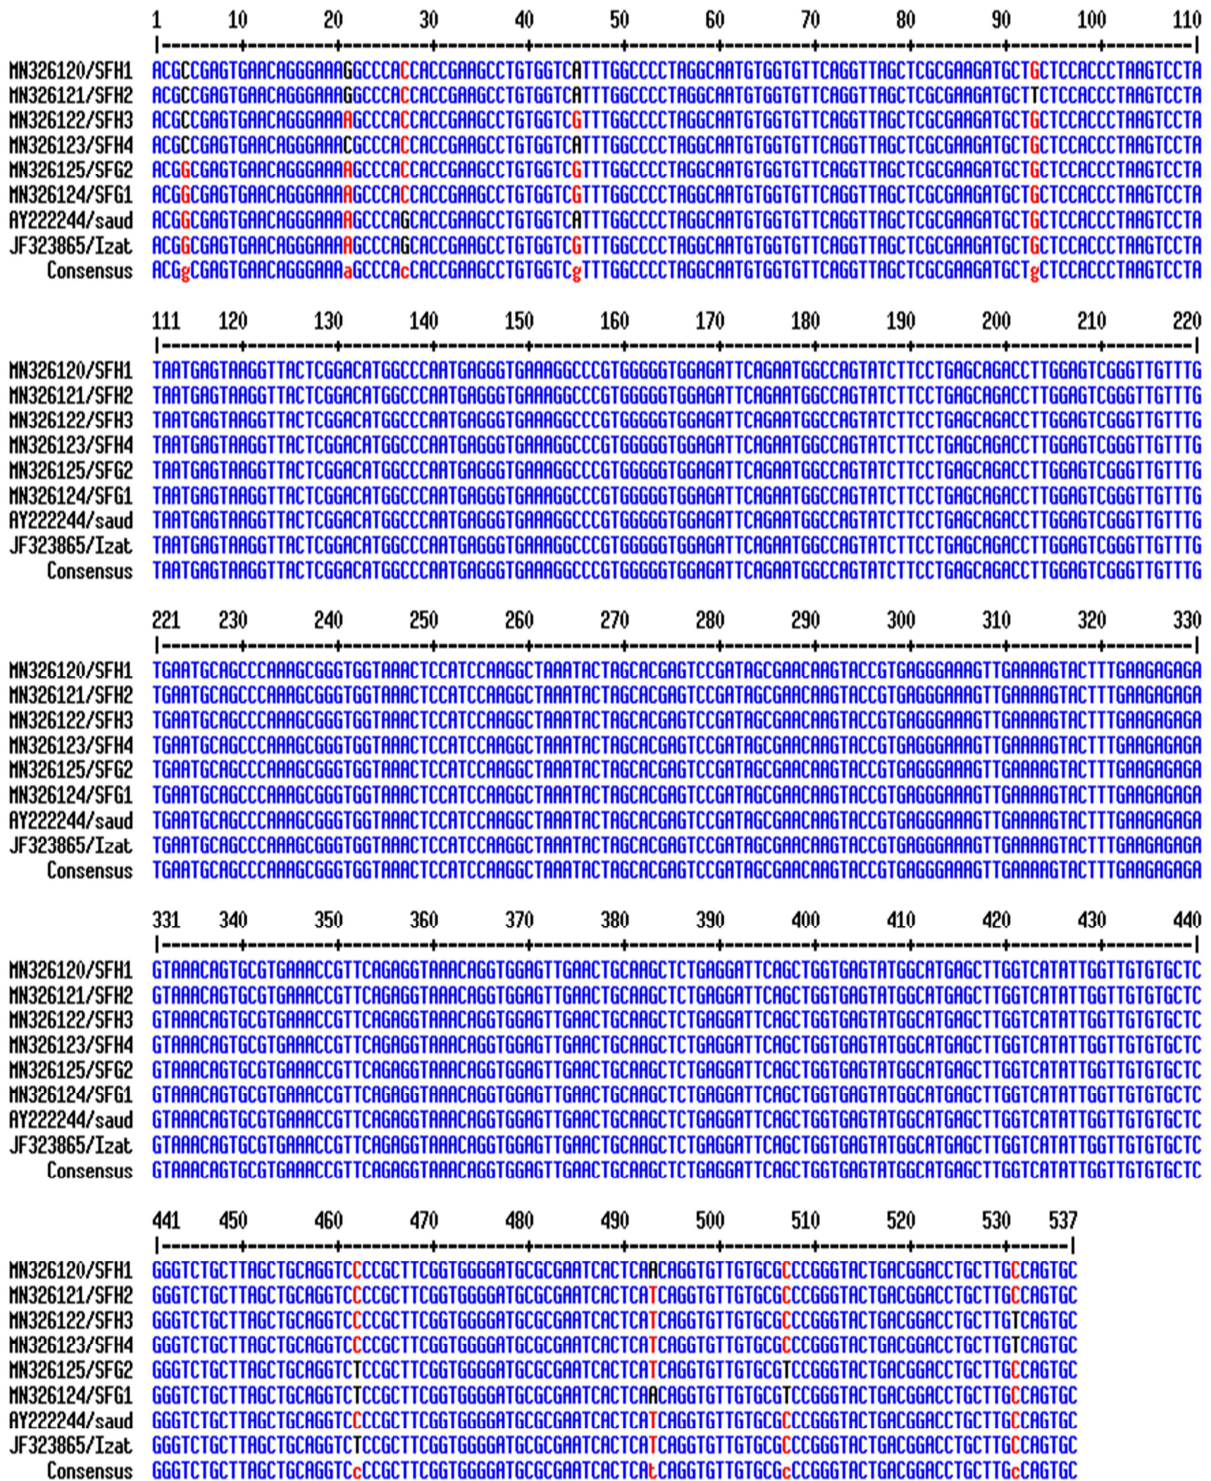 1 10 20 30 40 50 60 70 80 90 100 110
|--------+---------+---------+---------+---------+---------+---------+---------+---------+---------+---------|
MN326120/SFH1 ACGCCGAGTGAACAGGGAAAGGCCCACCACCGAAGCCTGTGGTCATTTGGCCCCTAGGCAATGTGGTGTTCAGGTTAGCTCGCGAAGATGCTGCTCCACCCTAAGTCCTA
MN326121/SFH2 ACGCCGAGTGAACAGGGAAAGGCCCACCACCGAAGCCTGTGGTCATTTGGCCCCTAGGCAATGTGGTGTTCAGGTTAGCTCGCGAAGATGCTTCTCCACCCTAAGTCCTA
MN326122/SFH3 ACGCCGAGTGAACAGGGAAAAGCCCACCACCGAAGCCTGTGGTCGTTTGGCCCCTAGGCAATGTGGTGTTCAGGTTAGCTCGCGAAGATGCTGCTCCACCCTAAGTCCTA
MN326123/SFH4 ACGCCGAGTGAACAGGGAAACGCCCACCACCGAAGCCTGTGGTCATTTGGCCCCTAGGCAATGTGGTGTTCAGGTTAGCTCGCGAAGATGCTGCTCCACCCTAAGTCCTA
MN326125/SFG2 ACGGCGAGTGAACAGGGAAAAGCCCACCACCGAAGCCTGTGGTCGTTTGGCCCCTAGGCAATGTGGTGTTCAGGTTAGCTCGCGAAGATGCTGCTCCACCCTAAGTCCTA
MN326124/SFG1 ACGGCGAGTGAACAGGGAAAAGCCCACCACCGAAGCCTGTGGTCGTTTGGCCCCTAGGCAATGTGGTGTTCAGGTTAGCTCGCGAAGATGCTGCTCCACCCTAAGTCCTA
AY222244/saud ACGGCGAGTGAACAGGGAAAAGCCCAGCACCGAAGCCTGTGGTCATTTGGCCCCTAGGCAATGTGGTGTTCAGGTTAGCTCGCGAAGATGCTGCTCCACCCTAAGTCCTA
JF323865/Izat ACGGCGAGTGAACAGGGAAAAGCCCAGCACCGAAGCCTGTGGTCGTTTGGCCCCTAGGCAATGTGGTGTTCAGGTTAGCTCGCGAAGATGCTGCTCCACCCTAAGTCCTA
Consensus ACGgCGAGTGAACAGGGAAAaGCCCAcCACCGAAGCCTGTGGTCgTTTGGCCCCTAGGCAATGTGGTGTTCAGGTTAGCTCGCGAAGATGCTgCTCCACCCTAAGTCCTA
111 120 130 140 150 160 170 180 190 200 210 220
|--------+---------+---------+---------+---------+---------+---------+---------+---------+---------+---------|
MN326120/SFH1 TAATGAGTAAGGTTACTCGGACATGGCCCAATGAGGGTGAAAGGCCCGTGGGGGTGGAGATTCAGAATGGCCAGTATCTTCCTGAGCAGACCTTGGAGTCGGGTTGTTTG
MN326121/SFH2 TAATGAGTAAGGTTACTCGGACATGGCCCAATGAGGGTGAAAGGCCCGTGGGGGTGGAGATTCAGAATGGCCAGTATCTTCCTGAGCAGACCTTGGAGTCGGGTTGTTTG
MN326122/SFH3 TAATGAGTAAGGTTACTCGGACATGGCCCAATGAGGGTGAAAGGCCCGTGGGGGTGGAGATTCAGAATGGCCAGTATCTTCCTGAGCAGACCTTGGAGTCGGGTTGTTTG
MN326123/SFH4 TAATGAGTAAGGTTACTCGGACATGGCCCAATGAGGGTGAAAGGCCCGTGGGGGTGGAGATTCAGAATGGCCAGTATCTTCCTGAGCAGACCTTGGAGTCGGGTTGTTTG
MN326125/SFG2 TAATGAGTAAGGTTACTCGGACATGGCCCAATGAGGGTGAAAGGCCCGTGGGGGTGGAGATTCAGAATGGCCAGTATCTTCCTGAGCAGACCTTGGAGTCGGGTTGTTTG
MN326124/SFG1 TAATGAGTAAGGTTACTCGGACATGGCCCAATGAGGGTGAAAGGCCCGTGGGGGTGGAGATTCAGAATGGCCAGTATCTTCCTGAGCAGACCTTGGAGTCGGGTTGTTTG
AY222244/saud TAATGAGTAAGGTTACTCGGACATGGCCCAATGAGGGTGAAAGGCCCGTGGGGGTGGAGATTCAGAATGGCCAGTATCTTCCTGAGCAGACCTTGGAGTCGGGTTGTTTG
JF323865/Izat TAATGAGTAAGGTTACTCGGACATGGCCCAATGAGGGTGAAAGGCCCGTGGGGGTGGAGATTCAGAATGGCCAGTATCTTCCTGAGCAGACCTTGGAGTCGGGTTGTTTG
Consensus TAATGAGTAAGGTTACTCGGACATGGCCCAATGAGGGTGAAAGGCCCGTGGGGGTGGAGATTCAGAATGGCCAGTATCTTCCTGAGCAGACCTTGGAGTCGGGTTGTTTG
221 230 240 250 260 270 280 290 300 310 320 330
|--------+---------+---------+---------+---------+---------+---------+---------+---------+---------+---------|
MN326120/SFH1 TGAATGCAGCCCAAAGCGGGTGGTAAACTCCATCCAAGGCTAAATACTAGCACGAGTCCGATAGCGAACAAGTACCGTGAGGGAAAGTTGAAAAGTACTTTGAAGAGAGA
MN326121/SFH2 TGAATGCAGCCCAAAGCGGGTGGTAAACTCCATCCAAGGCTAAATACTAGCACGAGTCCGATAGCGAACAAGTACCGTGAGGGAAAGTTGAAAAGTACTTTGAAGAGAGA
MN326122/SFH3 TGAATGCAGCCCAAAGCGGGTGGTAAACTCCATCCAAGGCTAAATACTAGCACGAGTCCGATAGCGAACAAGTACCGTGAGGGAAAGTTGAAAAGTACTTTGAAGAGAGA
MN326123/SFH4 TGAATGCAGCCCAAAGCGGGTGGTAAACTCCATCCAAGGCTAAATACTAGCACGAGTCCGATAGCGAACAAGTACCGTGAGGGAAAGTTGAAAAGTACTTTGAAGAGAGA
MN326125/SFG2 TGAATGCAGCCCAAAGCGGGTGGTAAACTCCATCCAAGGCTAAATACTAGCACGAGTCCGATAGCGAACAAGTACCGTGAGGGAAAGTTGAAAAGTACTTTGAAGAGAGA
MN326124/SFG1 TGAATGCAGCCCAAAGCGGGTGGTAAACTCCATCCAAGGCTAAATACTAGCACGAGTCCGATAGCGAACAAGTACCGTGAGGGAAAGTTGAAAAGTACTTTGAAGAGAGA
AY222244/saud TGAATGCAGCCCAAAGCGGGTGGTAAACTCCATCCAAGGCTAAATACTAGCACGAGTCCGATAGCGAACAAGTACCGTGAGGGAAAGTTGAAAAGTACTTTGAAGAGAGA
JF323865/Izat TGAATGCAGCCCAAAGCGGGTGGTAAACTCCATCCAAGGCTAAATACTAGCACGAGTCCGATAGCGAACAAGTACCGTGAGGGAAAGTTGAAAAGTACTTTGAAGAGAGA
Consensus TGAATGCAGCCCAAAGCGGGTGGTAAACTCCATCCAAGGCTAAATACTAGCACGAGTCCGATAGCGAACAAGTACCGTGAGGGAAAGTTGAAAAGTACTTTGAAGAGAGA
331 340 350 360 370 380 390 400 410 420 430 440
|--------+---------+---------+---------+---------+---------+---------+---------+---------+---------+---------|
MN326120/SFH1 GTAAACAGTGCGTGAAACCGTTCAGAGGTAAACAGGTGGAGTTGAACTGCAAGCTCTGAGGATTCAGCTGGTGAGTATGGCATGAGCTTGGTCATATTGGTTGTGTGCTC
MN326121/SFH2 GTAAACAGTGCGTGAAACCGTTCAGAGGTAAACAGGTGGAGTTGAACTGCAAGCTCTGAGGATTCAGCTGGTGAGTATGGCATGAGCTTGGTCATATTGGTTGTGTGCTC
MN326122/SFH3 GTAAACAGTGCGTGAAACCGTTCAGAGGTAAACAGGTGGAGTTGAACTGCAAGCTCTGAGGATTCAGCTGGTGAGTATGGCATGAGCTTGGTCATATTGGTTGTGTGCTC
MN326123/SFH4 GTAAACAGTGCGTGAAACCGTTCAGAGGTAAACAGGTGGAGTTGAACTGCAAGCTCTGAGGATTCAGCTGGTGAGTATGGCATGAGCTTGGTCATATTGGTTGTGTGCTC
MN326125/SFG2 GTAAACAGTGCGTGAAACCGTTCAGAGGTAAACAGGTGGAGTTGAACTGCAAGCTCTGAGGATTCAGCTGGTGAGTATGGCATGAGCTTGGTCATATTGGTTGTGTGCTC
MN326124/SFG1 GTAAACAGTGCGTGAAACCGTTCAGAGGTAAACAGGTGGAGTTGAACTGCAAGCTCTGAGGATTCAGCTGGTGAGTATGGCATGAGCTTGGTCATATTGGTTGTGTGCTC
AY222244/saud GTAAACAGTGCGTGAAACCGTTCAGAGGTAAACAGGTGGAGTTGAACTGCAAGCTCTGAGGATTCAGCTGGTGAGTATGGCATGAGCTTGGTCATATTGGTTGTGTGCTC
JF323865/Izat GTAAACAGTGCGTGAAACCGTTCAGAGGTAAACAGGTGGAGTTGAACTGCAAGCTCTGAGGATTCAGCTGGTGAGTATGGCATGAGCTTGGTCATATTGGTTGTGTGCTC
Consensus GTAAACAGTGCGTGAAACCGTTCAGAGGTAAACAGGTGGAGTTGAACTGCAAGCTCTGAGGATTCAGCTGGTGAGTATGGCATGAGCTTGGTCATATTGGTTGTGTGCTC
441 450 460 470 480 490 500 510 520 530 537
|--------+---------+---------+---------+---------+---------+---------+---------+---------+------|
MN326120/SFH1 GGGTCTGCTTAGCTGCAGGTCCCCGCTTCGGTGGGGATGCGCGAATCACTCAACAGGTGTTGTGCGCCCGGGTACTGACGGACCTGCTTGCCAGTGC
MN326121/SFH2 GGGTCTGCTTAGCTGCAGGTCCCCGCTTCGGTGGGGATGCGCGAATCACTCATCAGGTGTTGTGCGCCCGGGTACTGACGGACCTGCTTGCCAGTGC
MN326122/SFH3 GGGTCTGCTTAGCTGCAGGTCCCCGCTTCGGTGGGGATGCGCGAATCACTCATCAGGTGTTGTGCGCCCGGGTACTGACGGACCTGCTTGTCAGTGC
MN326123/SFH4 GGGTCTGCTTAGCTGCAGGTCCCCGCTTCGGTGGGGATGCGCGAATCACTCATCAGGTGTTGTGCGCCCGGGTACTGACGGACCTGCTTGTCAGTGC
MN326125/SFG2 GGGTCTGCTTAGCTGCAGGTCTCCGCTTCGGTGGGGATGCGCGAATCACTCATCAGGTGTTGTGCGTCCGGGTACTGACGGACCTGCTTGCCAGTGC
MN326124/SFG1 GGGTCTGCTTAGCTGCAGGTCTCCGCTTCGGTGGGGATGCGCGAATCACTCAACAGGTGTTGTGCGTCCGGGTACTGACGGACCTGCTTGCCAGTGC
AY222244/saud GGGTCTGCTTAGCTGCAGGTCCCCGCTTCGGTGGGGATGCGCGAATCACTCATCAGGTGTTGTGCGCCCGGGTACTGACGGACCTGCTTGCCAGTGC
JF323865/Izat GGGTCTGCTTAGCTGCAGGTCTCCGCTTCGGTGGGGATGCGCGAATCACTCATCAGGTGTTGTGCGCCCGGGTACTGACGGACCTGCTTGCCAGTGC
Consensus GGGTCTGCTTAGCTGCAGGTCcCCGCTTCGGTGGGGATGCGCGAATCACTCAtCAGGTGTTGTGCGcCCGGGTACTGACGGACCTGCTTGcCAGTGC